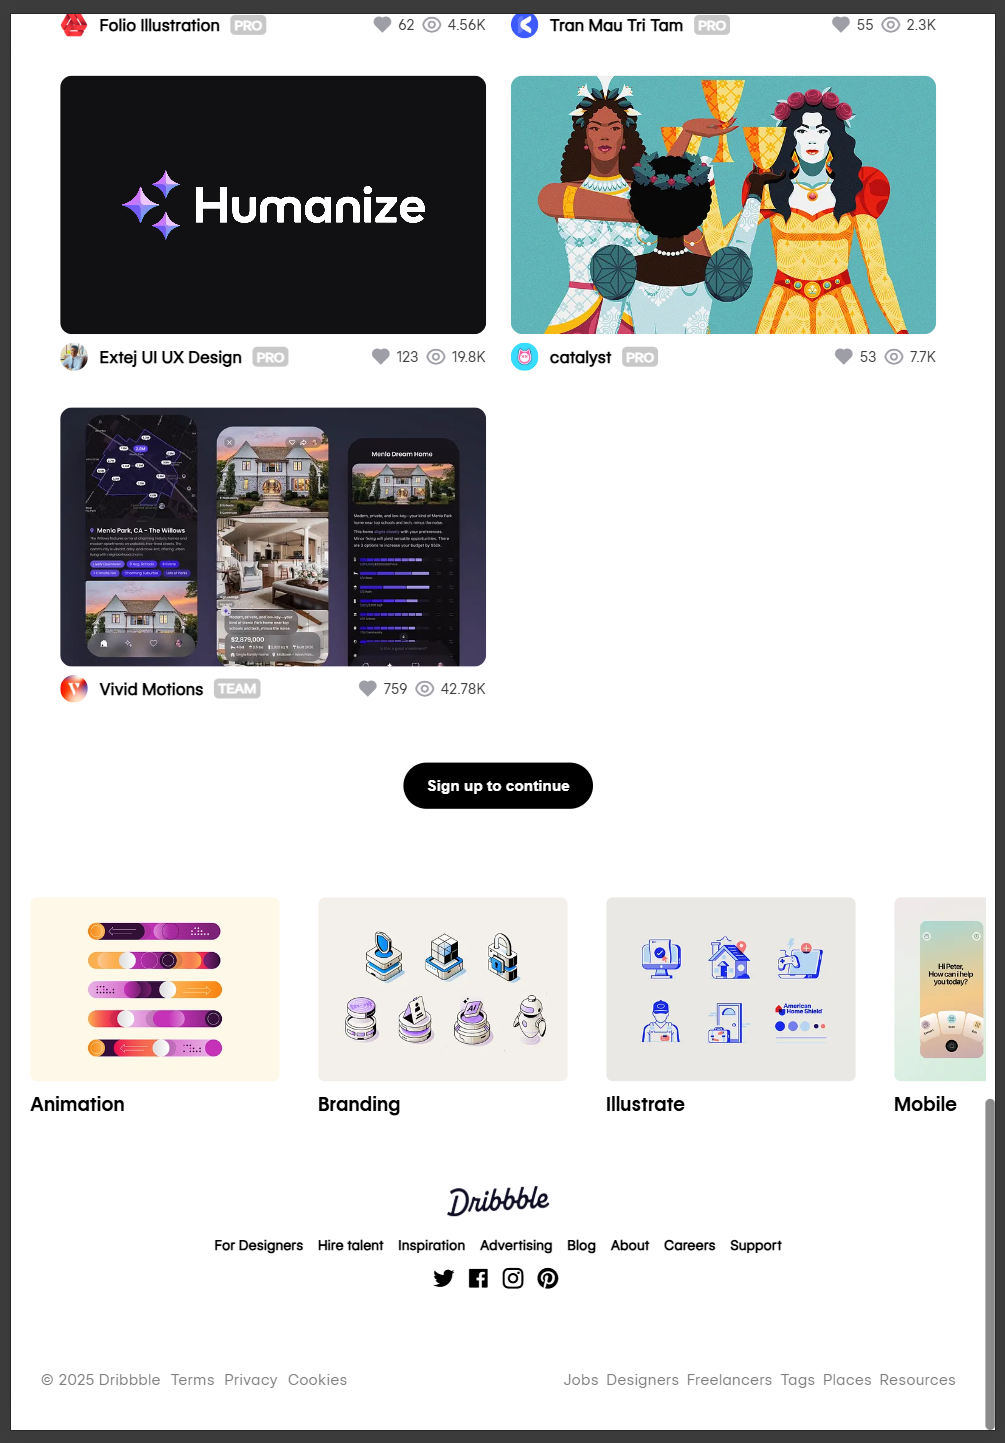 Folio Illustration PRO 62 4.56K
Tran Mau Tri Tam PRO 55 2.3K
Humanize
Extej UI UX Design PRO 123 19.8K
catalyst PRO 53 7.7K
Menlo Park, CA - The Willows
$2,879,000
Menlo Dream Home
Vivid Motions TEAM 759 42.78K
Sign up to continue
American
Home Shield
Hi Peter,
How can i help
you today?
Animation
Branding
Illustrate
Mobile
Dribbble
For Designers Hire talent Inspiration Advertising Blog About Careers Support
© 2025 Dribbble Terms Privacy Cookies
Jobs Designers Freelancers Tags Places Resources